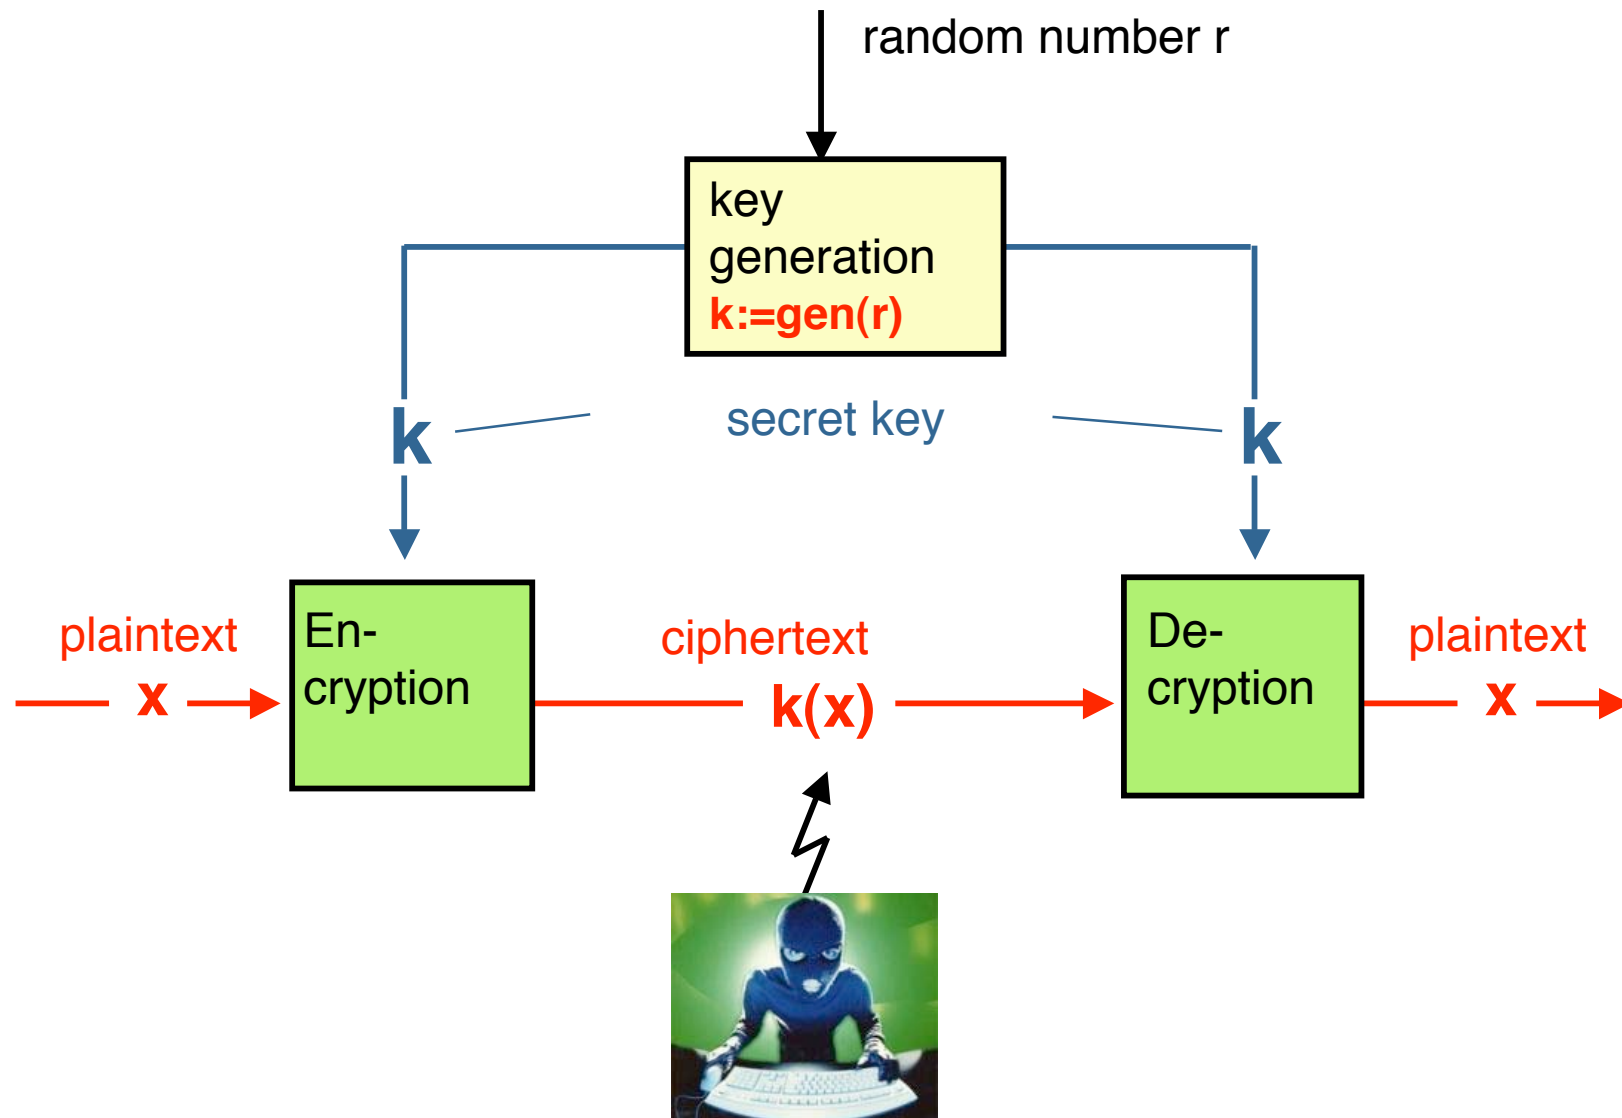 random number r
key
generation
k:=gen(r)
secret key
k
k
plaintext
x
En-
cryption
ciphertext
k(x)
De-
cryption
plaintext
x